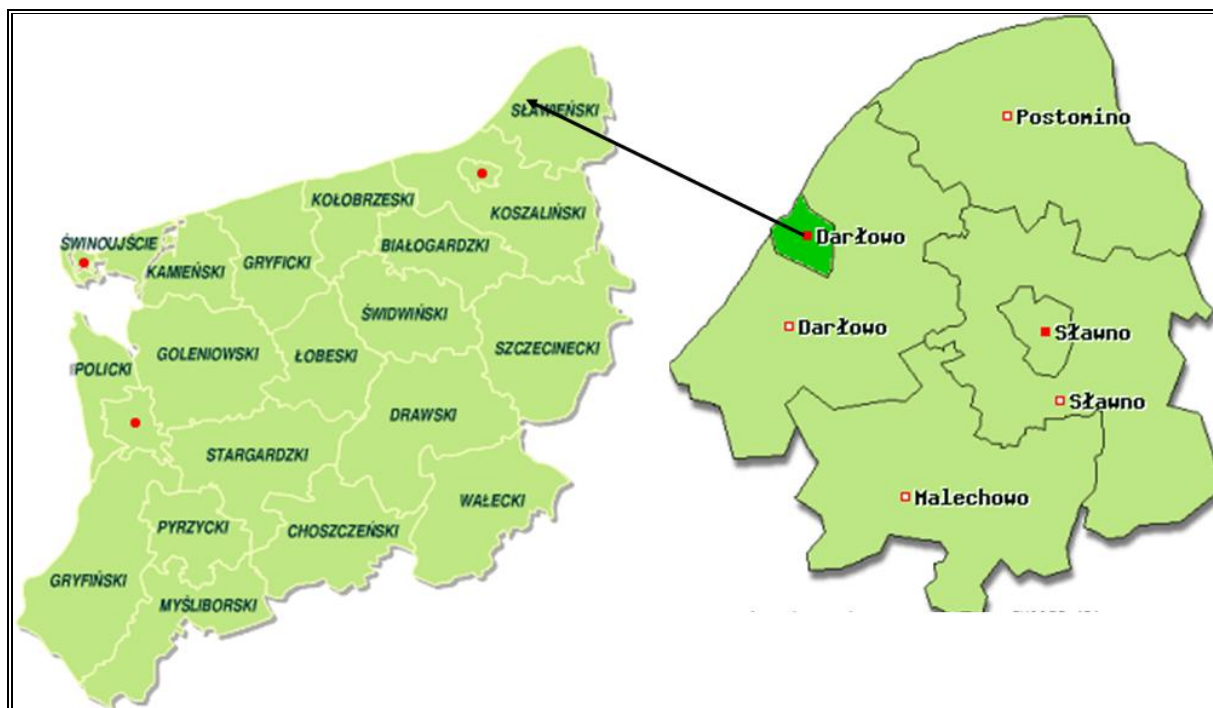 SŁAWIEŃSKI
KOŁOBRZESKI
KOSZALIŃSKI
ŚWINOUJŚCIE
BIAŁOGARDZKI
GRYFICKI
KAMIEŃSKI
ŚWIDWIŃSKI
SZCZECINECKI
GOLENIOWSKI
ŁOBESKI
POLICKI
DRAWSKI
STARGARDZKI
WAŁECKI
PYRZYCKI
CHOSZCZEŃSKI
GRYFIŃSKI
MYŚLIBORSKI
Postomino
Darłowo
Darłowo
Sławno
Sławno
Malechowo